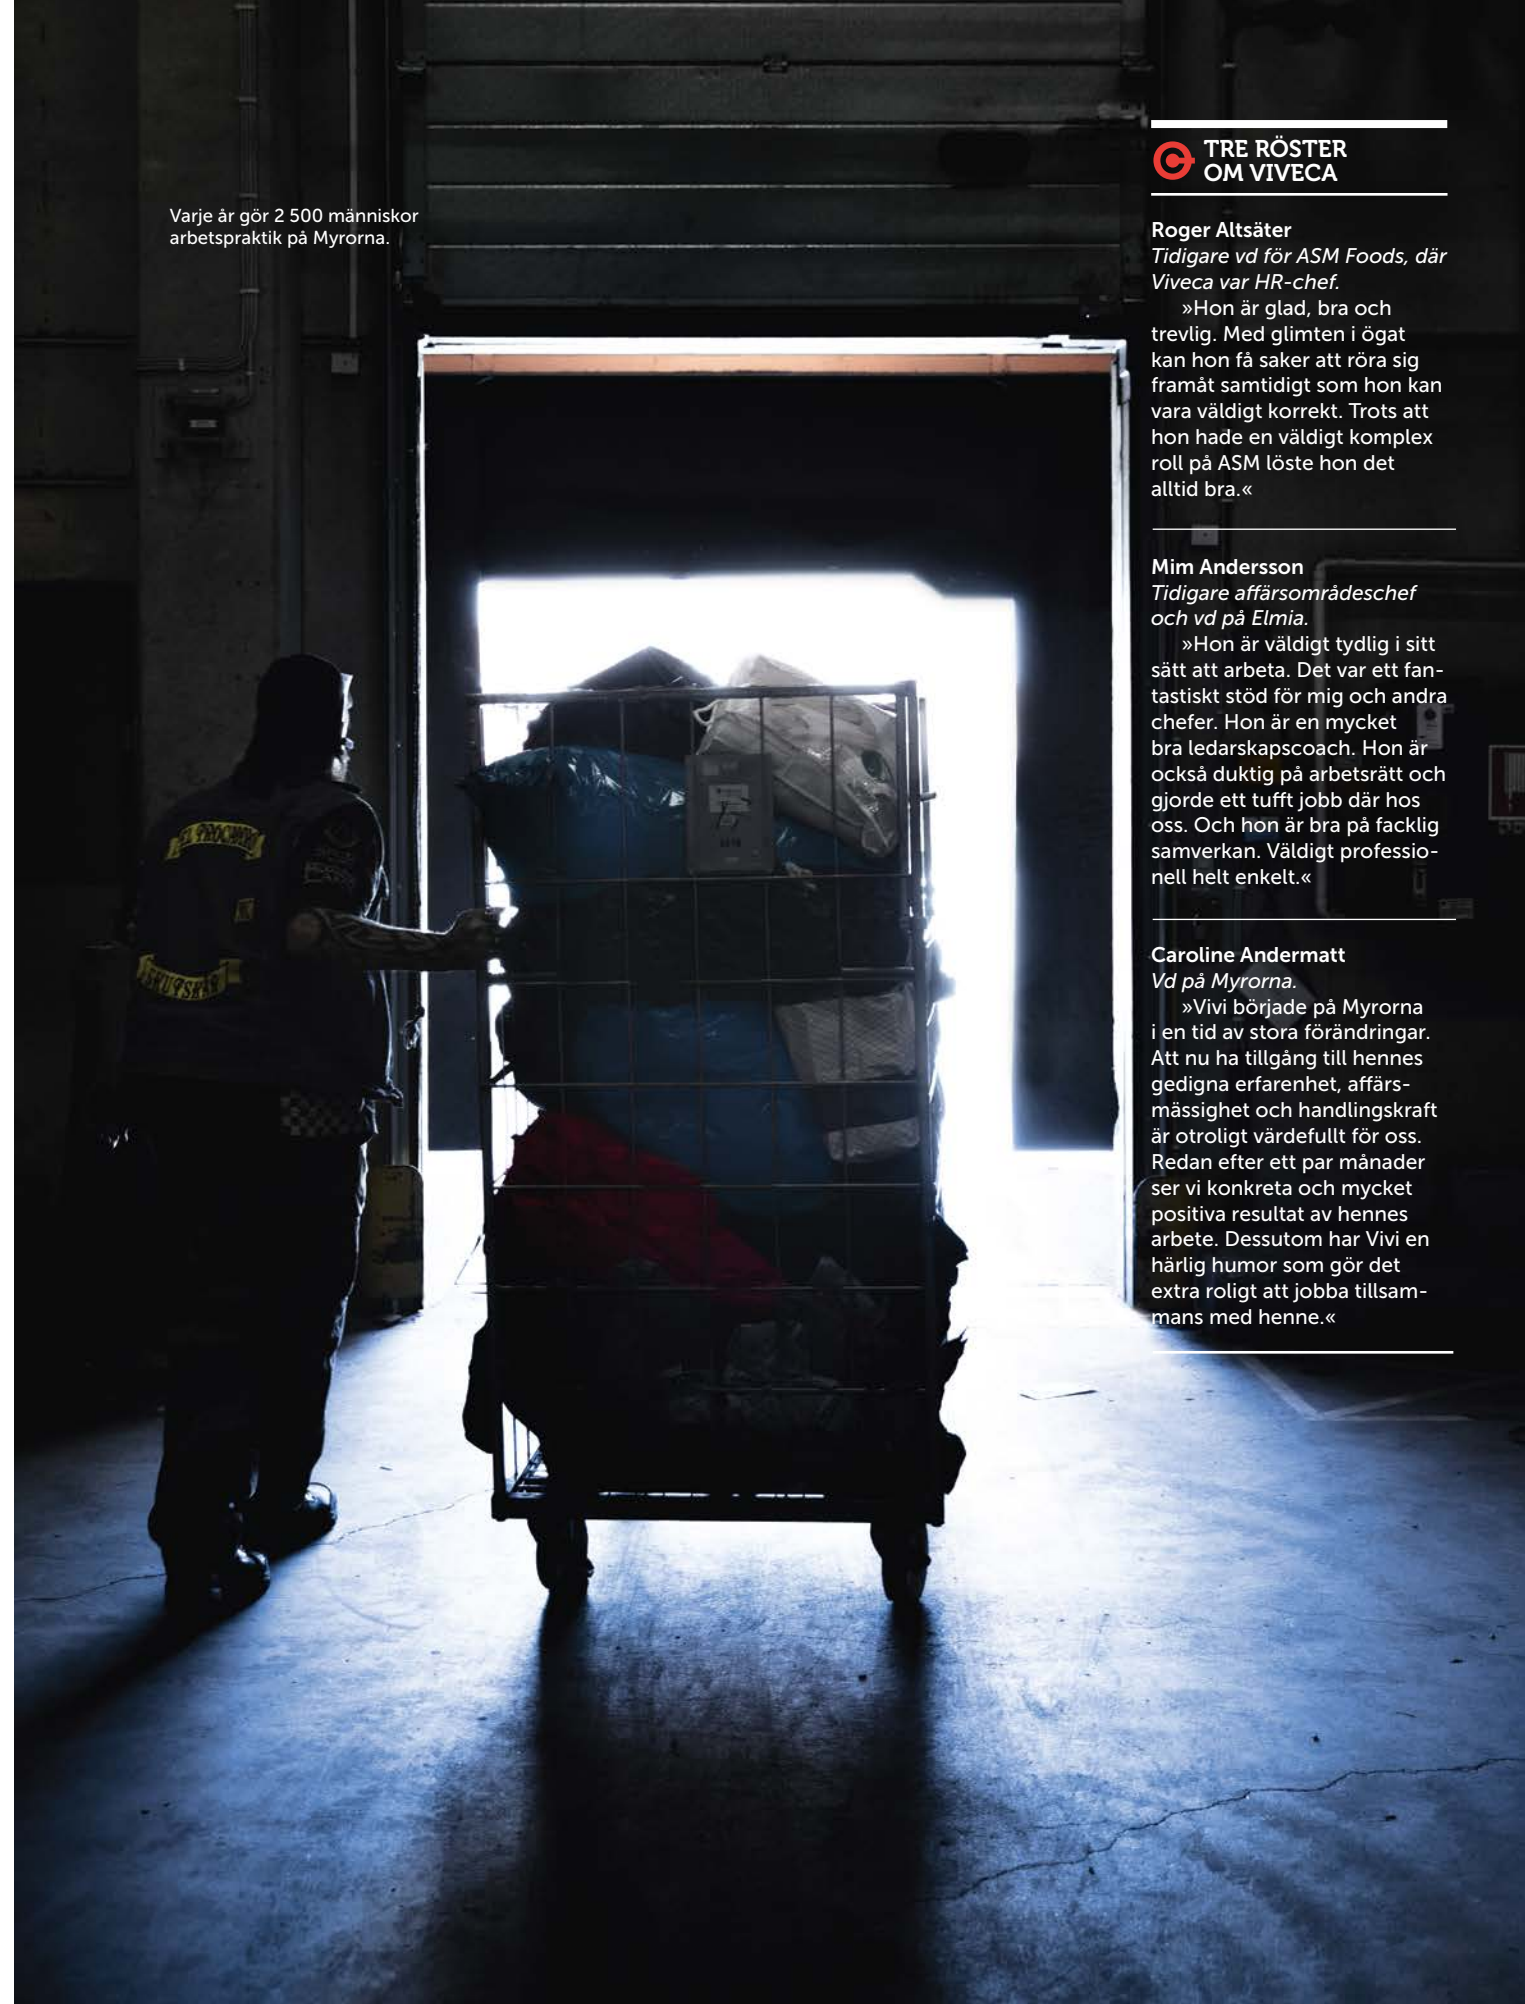 Varje år gör 2 500 människor
arbetspraktik på Myrorna.
TRE RÖSTER
OM VIVECA
Roger Altsäter
Tidigare vd för ASM Foods, där
Viveca var HR-chef.
»Hon är glad, bra och
trevlig. Med glimten i ögat
kan hon få saker att röra sig
framåt samtidigt som hon kan
vara väldigt korrekt. Trots att
hon hade en väldigt komplex
roll på ASM löste hon det
alltid bra.«
Mim Andersson
Tidigare affärsområdeschef
och vd på Elmia.
»Hon är väldigt tydlig i sitt
sätt att arbeta. Det var ett fan-
tastiskt stöd för mig och andra
chefer. Hon är en mycket
bra ledarskapscoach. Hon är
också duktig på arbetsrätt och
gjorde ett tufft jobb där hos
oss. Och hon är bra på facklig
samverkan. Väldigt professio-
nell helt enkelt.«
Caroline Andermatt
Vd på Myrorna.
»Vivi började på Myrorna
i en tid av stora förändringar.
Att nu ha tillgång till hennes
gedigna erfarenhet, affärs-
mässighet och handlingskraft
är otroligt värdefullt för oss.
Redan efter ett par månader
ser vi konkreta och mycket
positiva resultat av hennes
arbete. Dessutom har Vivi en
härlig humor som gör det
extra roligt att jobba tillsam-
mans med henne.«